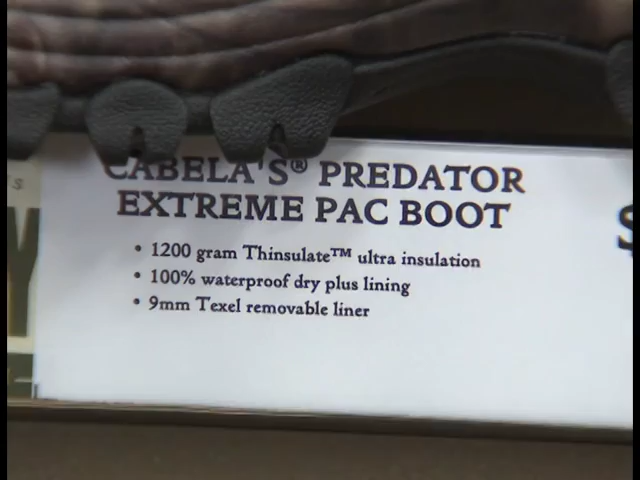 CABELA'S® PREDATOR
EXTREME PAC BOOT
• 1200 gram Thinsulate™ ultra insulation
• 100% waterproof dry plus lining
• 9mm Texel removable liner
$